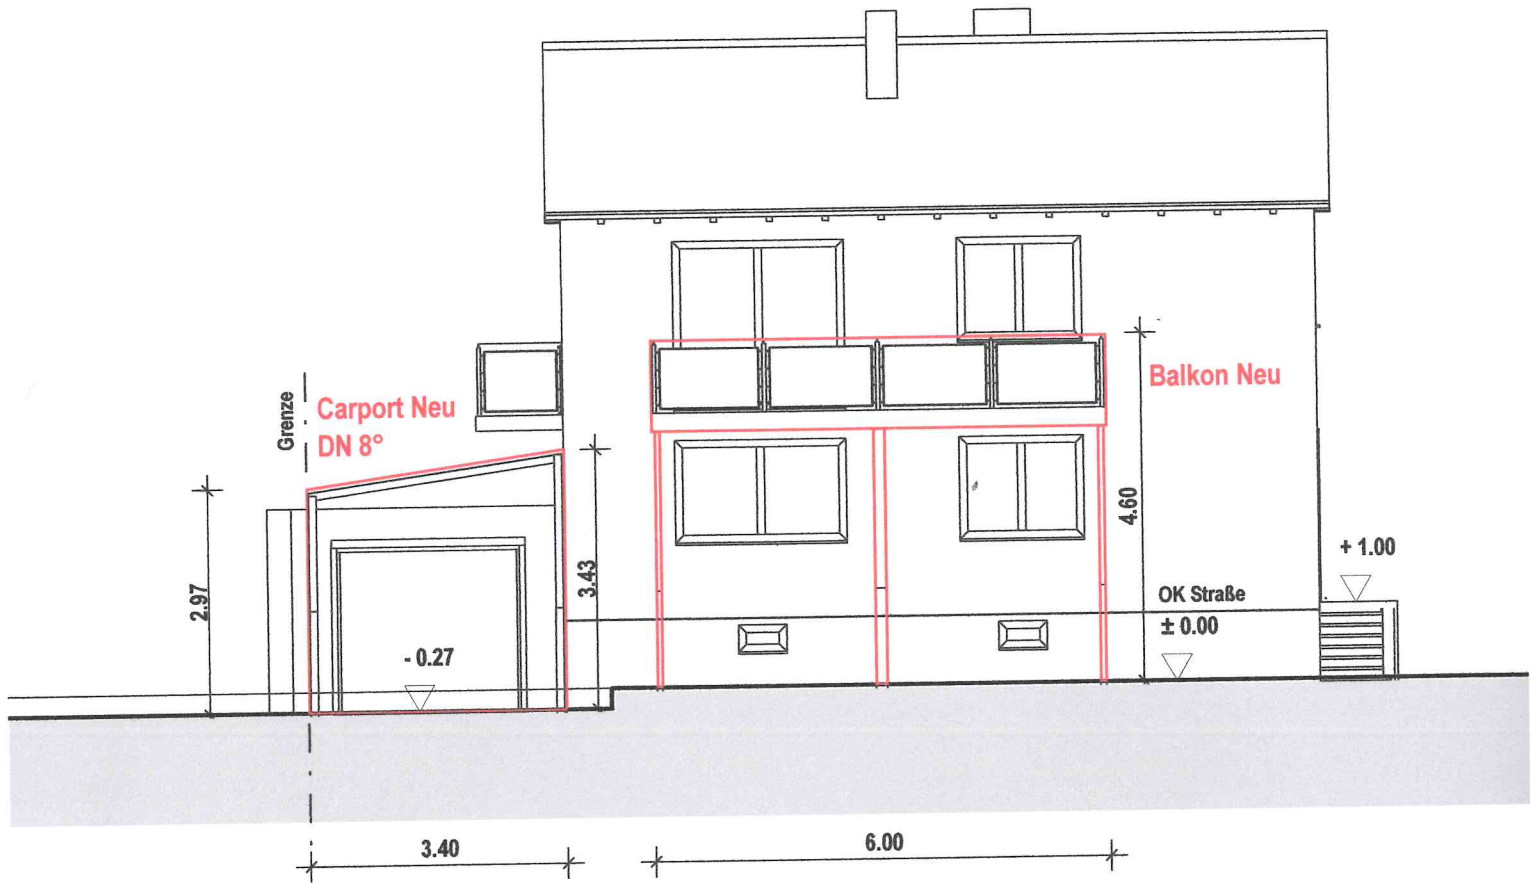 Grenze
Carport Neu
DN 8°
Balkon Neu
2.97
3.43
4.60
- 0.27
OK Straße
± 0.00
+ 1.00
3.40
6.00